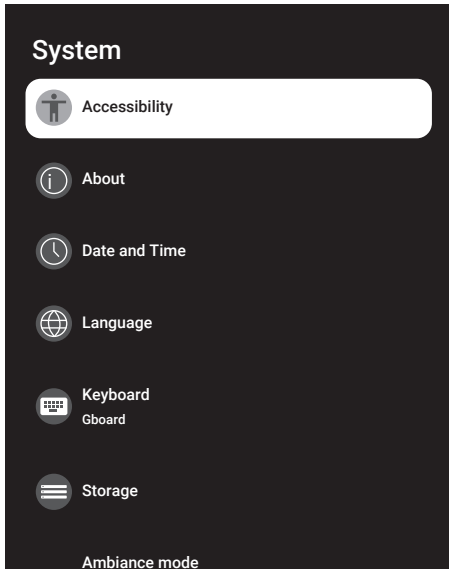 System
Accessibility
About
Date and Time
Language
Keyboard
Gboard
Storage
Ambiance mode